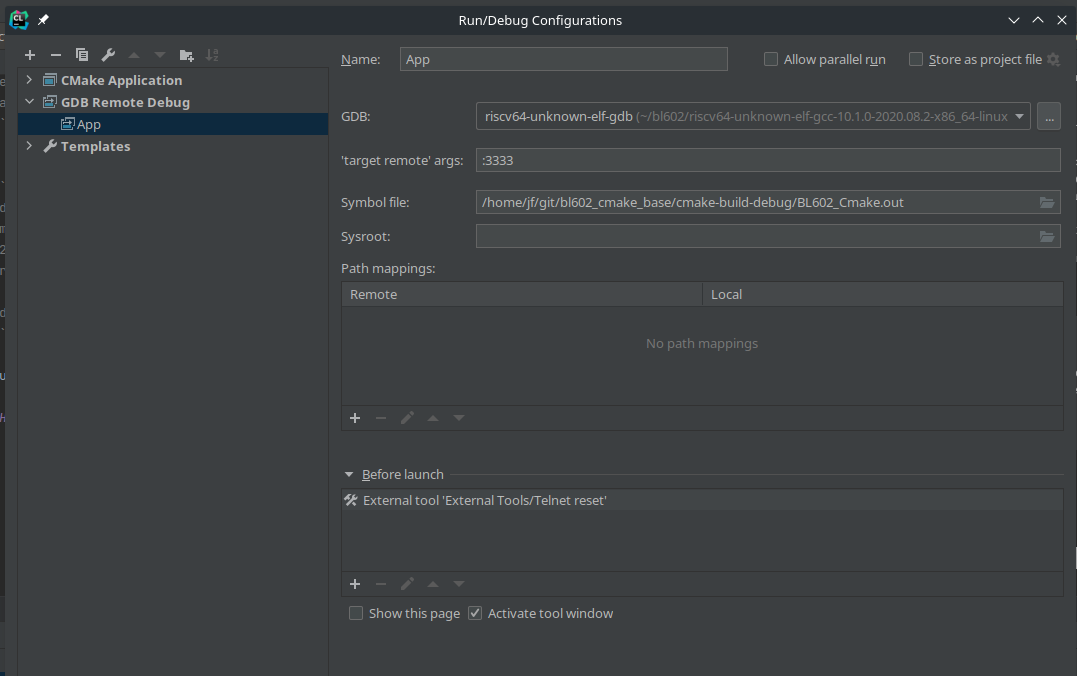 CL
Run/Debug Configurations
CMake Application
GDB Remote Debug
App
Templates
Name: App Allow parallel run Store as project file
GDB: riscv64-unknown-elf-gdb (~/bl602/riscv64-unknown-elf-gcc-10.1.0-2020.08.2-x86_64-linux ...
'target remote' args: :3333
Symbol file: /home/jf/git/bl602_cmake_base/cmake-build-debug/BL602_Cmake.out
Sysroot:
Path mappings:
Remote Local
No path mappings
Before launch
External tool 'External Tools/Telnet reset'
Show this page Activate tool window